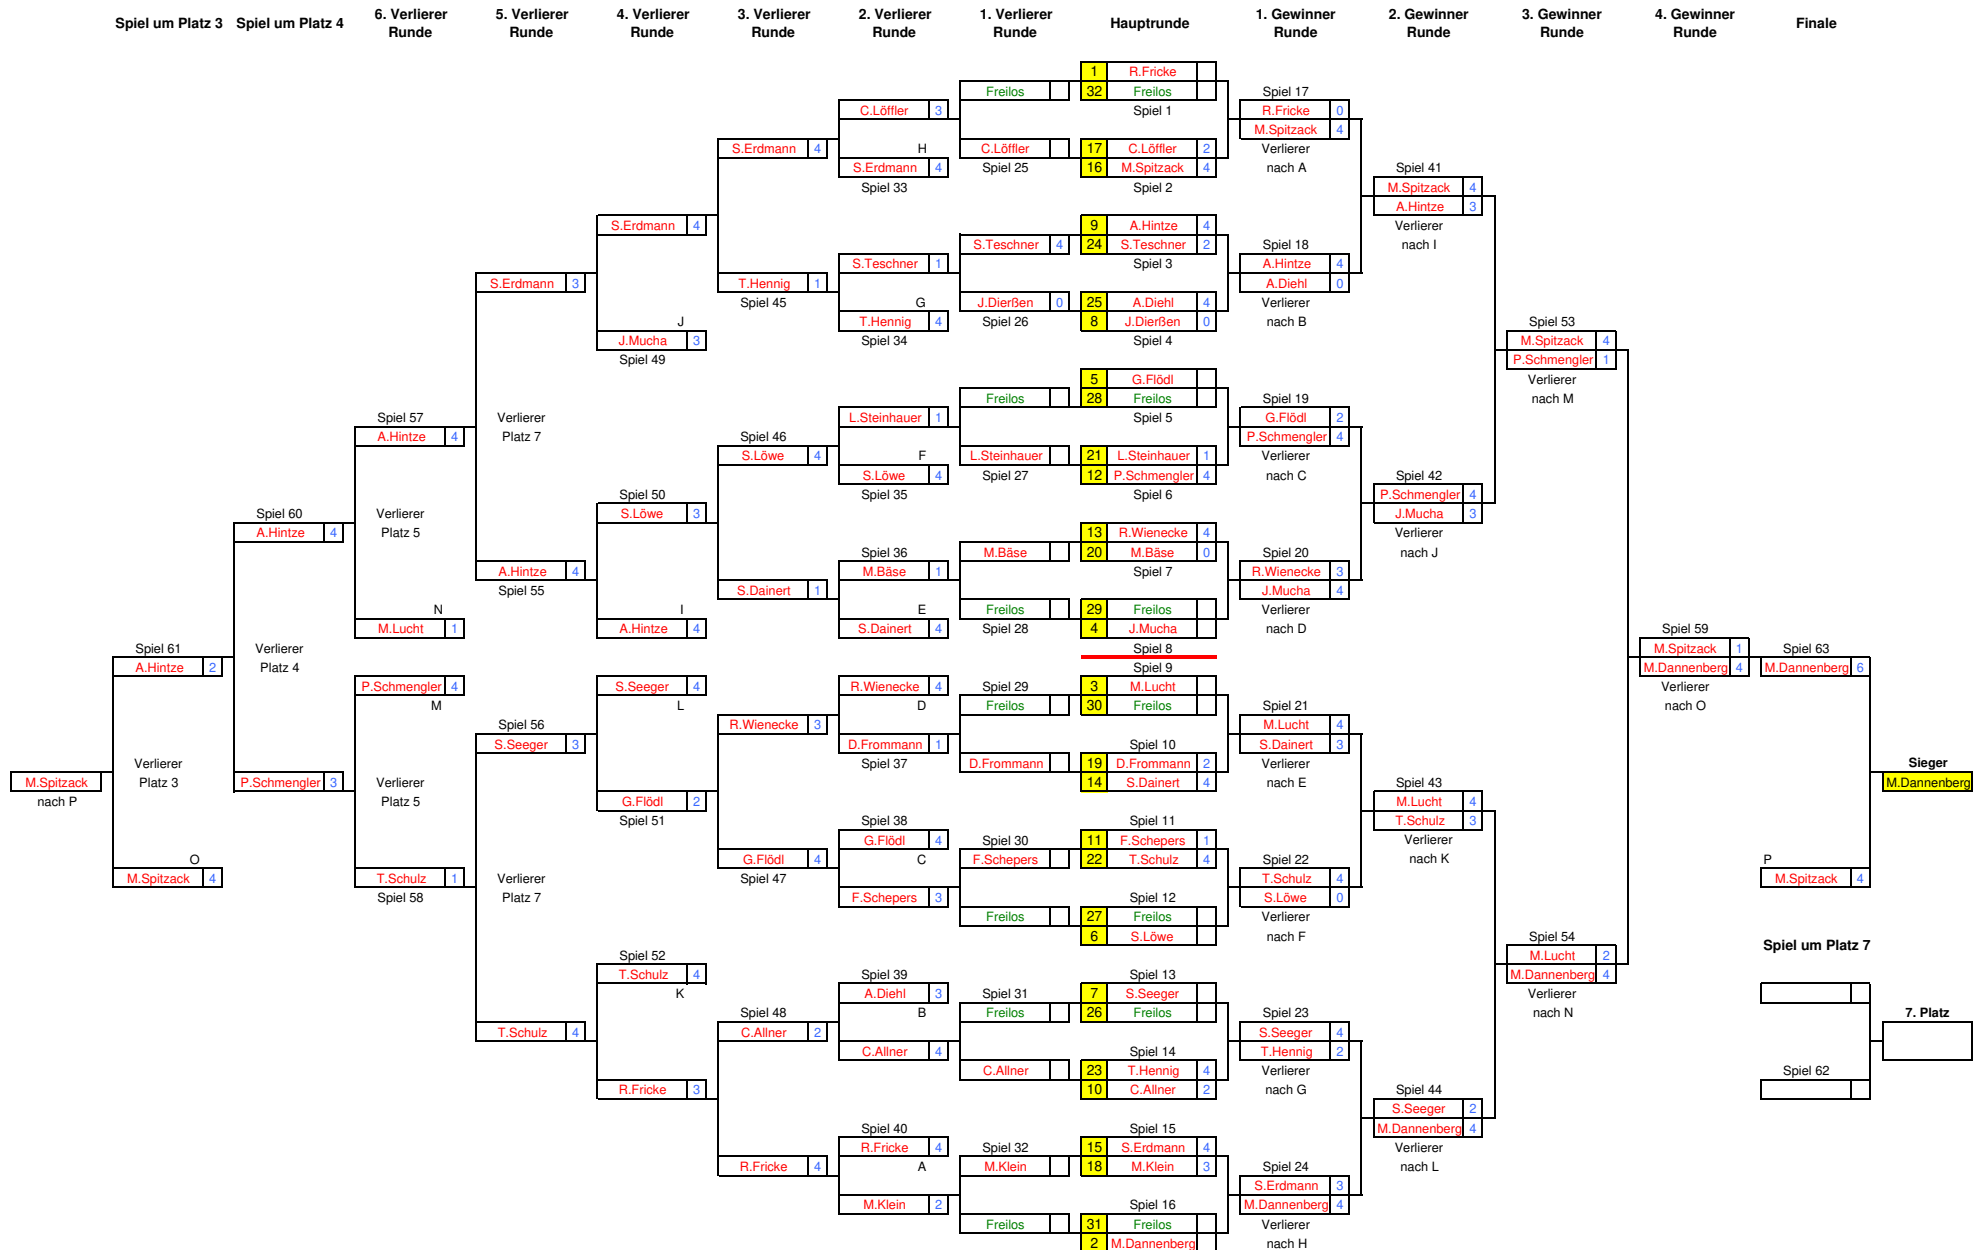 Spiel um Platz 3 Spiel um Platz 4 6. Verlierer Runde 5. Verlierer Runde 4. Verlierer Runde 3. Verlierer Runde 2. Verlierer Runde 1. Verlierer Runde Hauptrunde 1. Gewinner Runde 2. Gewinner Runde 3. Gewinner Runde 4. Gewinner Runde Finale
1 R.Fricke
Freilos 32 Freilos Spiel 17
C.Löffler 3 Spiel 1 R.Fricke 0
M.Spitzack 4
S.Erdmann 4 H C.Löffler 17 C.Löffler 2 Verlierer
S.Erdmann 4 Spiel 25 16 M.Spitzack 4 nach A Spiel 41
Spiel 33 Spiel 2 M.Spitzack 4
A.Hintze 3
S.Erdmann 4 9 A.Hintze 4 Verlierer
S.Teschner 4 24 S.Teschner 2 Spiel 18 nach I
S.Teschner 1 Spiel 3 A.Hintze 4
S.Erdmann 3 T.Hennig 1 A.Diehl 0
Spiel 45 G J.Dierßen 0 25 A.Diehl 4 Verlierer
J T.Hennig 4 Spiel 26 8 J.Dierßen 0 nach B Spiel 53
J.Mucha 3 Spiel 34 Spiel 4 M.Spitzack 4
Spiel 49 P.Schmengler 1
5 G.Flödl Verlierer
Freilos 28 Freilos Spiel 19 nach M
Spiel 57 Verlierer L.Steinhauer 1 Spiel 5 G.Flödl 2
A.Hintze 4 Platz 7 Spiel 46 P.Schmengler 4
S.Löwe 4 F L.Steinhauer 21 L.Steinhauer 1 Verlierer
S.Löwe 4 Spiel 27 12 P.Schmengler 4 nach C Spiel 42
Spiel 50 Spiel 35 Spiel 6 P.Schmengler 4
Spiel 60 Verlierer S.Löwe 3 J.Mucha 3
A.Hintze 4 Platz 5 13 R.Wienecke 4 Verlierer
Spiel 36 M.Bäse 20 M.Bäse 0 Spiel 20 nach J
A.Hintze 4 M.Bäse 1 Spiel 7 R.Wienecke 3
Spiel 55 S.Dainert 1 J.Mucha 4
N I E Freilos 29 Freilos Verlierer
M.Lucht 1 A.Hintze 4 S.Dainert 4 Spiel 28 4 J.Mucha nach D Spiel 59
Spiel 61 Verlierer Spiel 8 M.Spitzack 1 Spiel 63
A.Hintze 2 Platz 4 Spiel 9 M.Dannenberg 4 M.Dannenberg 6
P.Schmengler 4 S.Seeger 4 R.Wienecke 4 Spiel 29 3 M.Lucht Verlierer
M L D Freilos 30 Freilos Spiel 21 nach O
Spiel 56 R.Wienecke 3 M.Lucht 4
S.Seeger 3 D.Frommann 1 Spiel 10 S.Dainert 3
Verlierer Spiel 37 D.Frommann 19 D.Frommann 2 Verlierer Sieger
M.Spitzack Platz 3 P.Schmengler 3 Verlierer 14 S.Dainert 4 nach E Spiel 43 M.Dannenberg
nach P Platz 5 G.Flödl 2 M.Lucht 4
Spiel 51 Spiel 38 Spiel 11 T.Schulz 3
G.Flödl 4 Spiel 30 11 F.Schepers 1 Verlierer
O G.Flödl 4 C F.Schepers 22 T.Schulz 4 Spiel 22 nach K P
M.Spitzack 4 T.Schulz 1 Verlierer Spiel 47 T.Schulz 4 M.Spitzack 4
Spiel 58 Platz 7 F.Schepers 3 Spiel 12 S.Löwe 0
Freilos 27 Freilos Verlierer
6 S.Löwe nach F Spiel 54 Spiel um Platz 7
Spiel 52 M.Lucht 2
T.Schulz 4 Spiel 39 Spiel 13 M.Dannenberg 4
K A.Diehl 3 Spiel 31 7 S.Seeger Verlierer
Spiel 48 B Freilos 26 Freilos Spiel 23 nach N 7. Platz
T.Schulz 4 C.Allner 2 S.Seeger 4
C.Allner 4 Spiel 14 T.Hennig 2
C.Allner 23 T.Hennig 4 Verlierer Spiel 62
R.Fricke 3 10 C.Allner 2 nach G Spiel 44
S.Seeger 2
Spiel 40 Spiel 15 M.Dannenberg 4
R.Fricke 4 Spiel 32 15 S.Erdmann 4 Verlierer
R.Fricke 4 A M.Klein 18 M.Klein 3 Spiel 24 nach L
S.Erdmann 3
M.Klein 2 Spiel 16 M.Dannenberg 4
Freilos 31 Freilos Verlierer
2 M.Dannenberg nach H